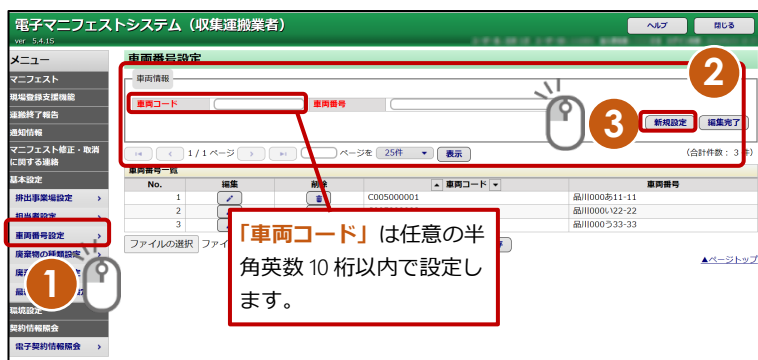 電子マニフェストシステム（収集運搬業者）
ver 5.4.15
ヘルプ 閉じる
メニュー
マニフェスト
現場登録支援機能
運搬終了報告
通知情報
マニフェスト修正・取消
に関する連絡
基本設定
排出事業場設定 >
担当者設定
車両番号設定 >
廃棄物の種類設定
環境設定
契約情報照会
電子契約情報照会 >
車両番号設定
車両情報
車両コード 車両番号
新規設定 編集完了
1 / 1 ページ ページを 25件 表示
(合計件数： 3 件)
車両番号一覧
No. 編集 削除 ▲ 車両コード ▼ 車両番号
1 C005000001 品川000あ11-11
2 品川000い22-22
3 品川000う33-33
ファイルの選択 ファイ
▲ページトップ
「車両コード」は任意の半
角英数 10 桁以内で設定し
ます。
1
2
3